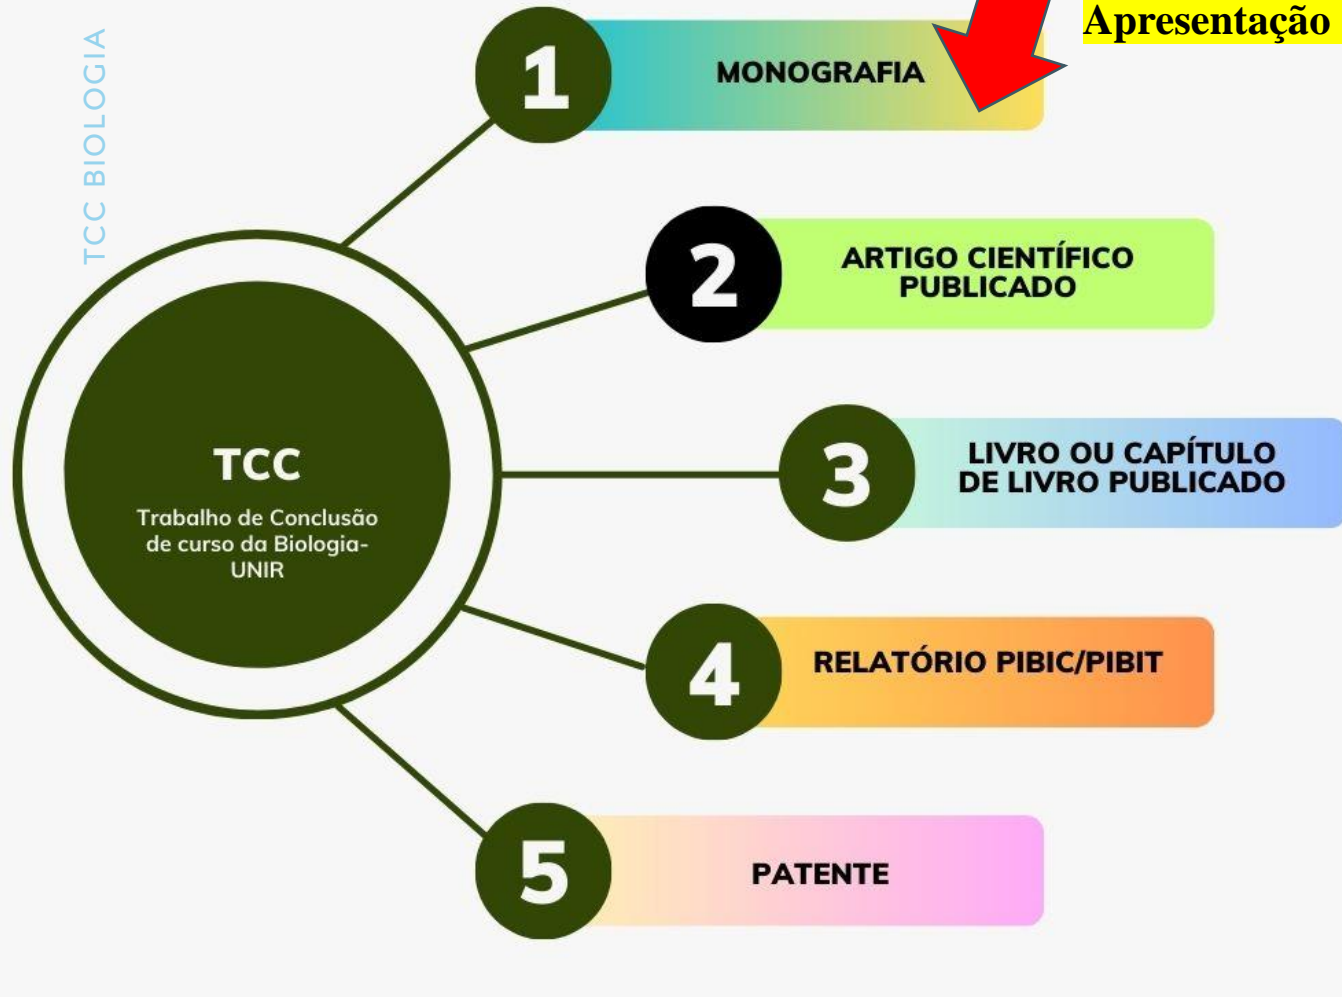 Apresentação
TCC BIOLOGIA
1
MONOGRAFIA
2
ARTIGO CIENTÍFICO
PUBLICADO
3
LIVRO OU CAPÍTULO
DE LIVRO PUBLICADO
TCC
Trabalho de Conclusão
de curso da Biologia-
UNIR
4
RELATÓRIO PIBIC/PIBIT
5
PATENTE